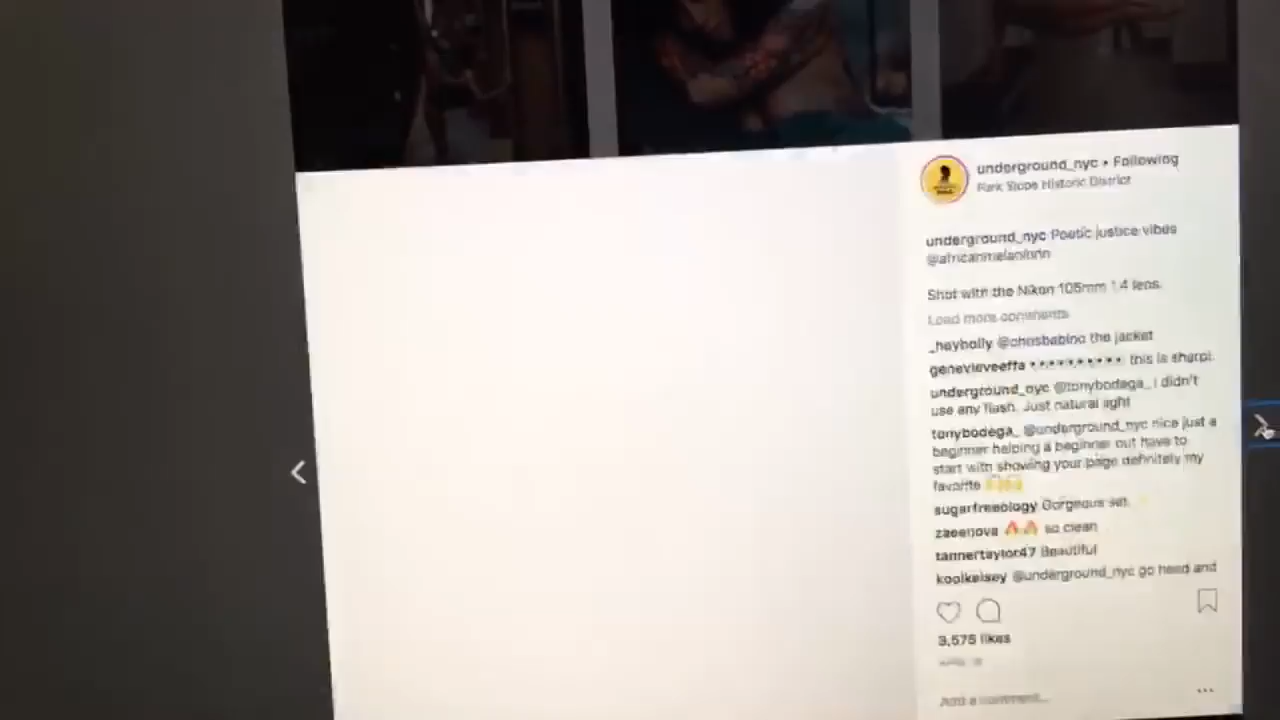 underground_nyc • Following
Park Slope Historic District
underground_nyc Poetic justice vibes
Shot with the Nikon 105mm 1.4 lens.
Load more comments
_heyholly @chosbabino the jacket
genevieveeffa •••••••••• this is sharp!
underground_nyc @tonybodega_ I didn't
use any flash. Just natural light
tonybodega_ @underground_nyc nice just a
beginner helping a beginner out have to
start with showing your page definitely my
favorite
sugarfreeology Gorgeous set
zaeenova 🔥🔥 so clean
tannertaylor47 Beautiful
koolkelsey @underground_nyc go head and
3,575 likes
Add a comment...